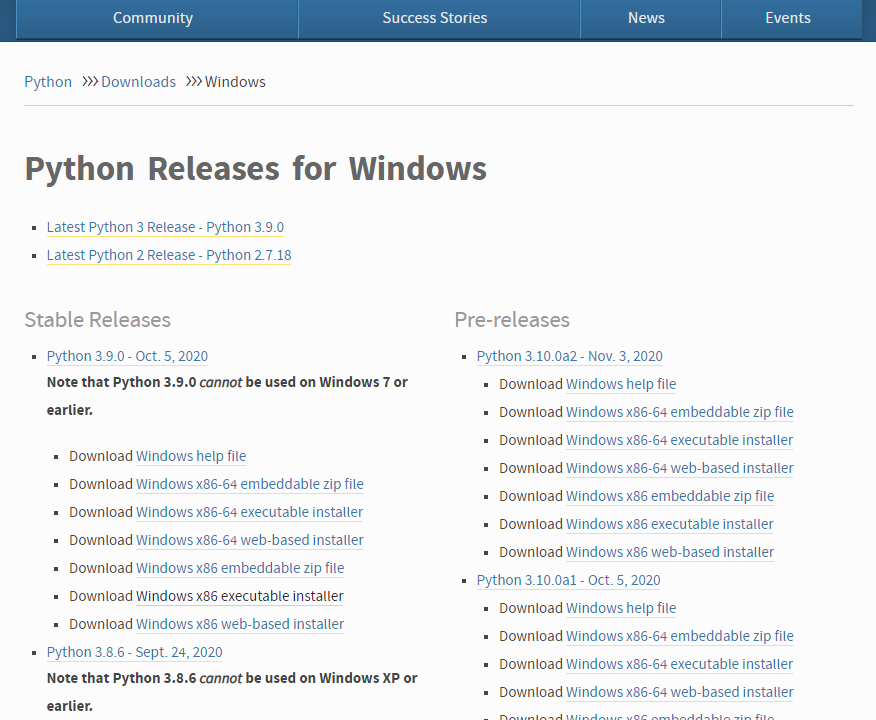 Community Success Stories News Events
Python Downloads Windows
Python Releases for Windows
Latest Python 3 Release - Python 3.9.0
Latest Python 2 Release - Python 2.7.18
Stable Releases
Python 3.9.0 - Oct. 5, 2020
Note that Python 3.9.0 cannot be used on Windows 7 or
earlier.
Download Windows help file
Download Windows x86-64 embeddable zip file
Download Windows x86-64 executable installer
Download Windows x86-64 web-based installer
Download Windows x86 embeddable zip file
Download Windows x86 executable installer
Download Windows x86 web-based installer
Python 3.8.6 - Sept. 24, 2020
Note that Python 3.8.6 cannot be used on Windows XP or
earlier.
Pre-releases
Python 3.10.0a2 - Nov. 3, 2020
Download Windows help file
Download Windows x86-64 embeddable zip file
Download Windows x86-64 executable installer
Download Windows x86-64 web-based installer
Download Windows x86 embeddable zip file
Download Windows x86 executable installer
Download Windows x86 web-based installer
Python 3.10.0a1 - Oct. 5, 2020
Download Windows help file
Download Windows x86-64 embeddable zip file
Download Windows x86-64 executable installer
Download Windows x86-64 web-based installer
Download Windows x86 embeddable zip file